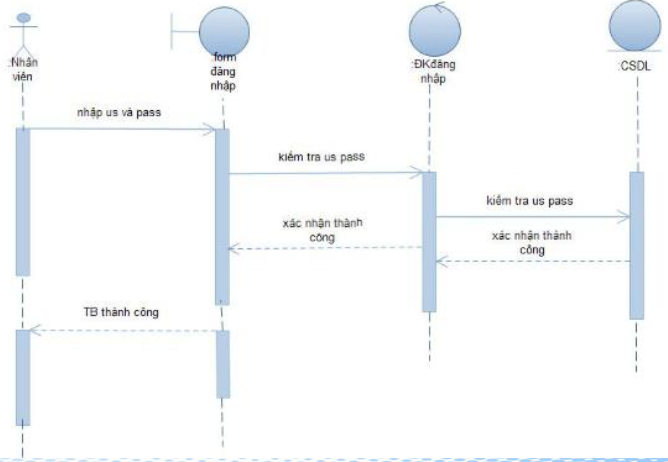 :Nhân
viên
:form
đăng
nhập
:ĐKđăng
nhập
:CSDL
nhập us và pass
kiểm tra us pass
kiểm tra us pass
xác nhận thành
công
xác nhận thành
công
TB thành công